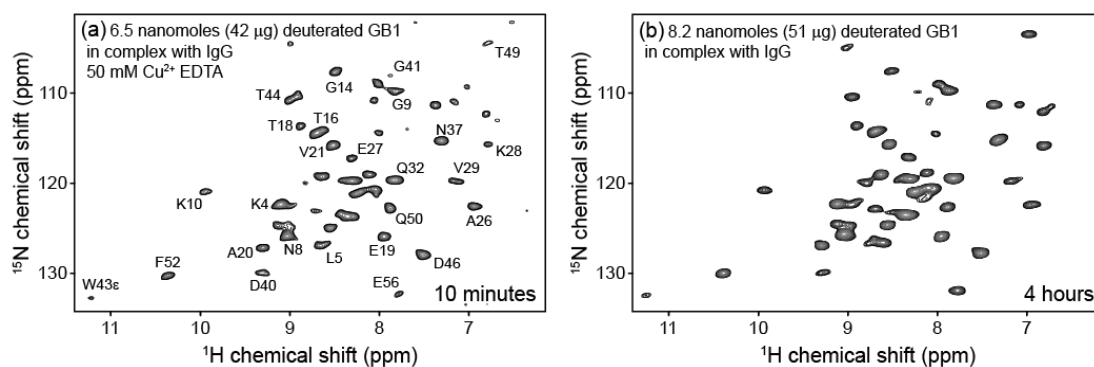 (a) 6.5 nanomoles (42 μg) deuterated GB1
in complex with IgG
50 mM Cu²⁺ EDTA
T49
G41
G14
T44
G9
110
T18
T16
N37
E27
V21
K28
Q32
V29
120
K10
K4
Q50
A26
A20
N8
L5
E19
D46
F52
130
D40
E56
W43ε
10 minutes
11
10
9
8
7
¹⁵N chemical shift (ppm)
¹H chemical shift (ppm)
(b) 8.2 nanomoles (51 μg) deuterated GB1
in complex with IgG
110
120
130
4 hours
11
10
9
8
7
¹⁵N chemical shift (ppm)
¹H chemical shift (ppm)